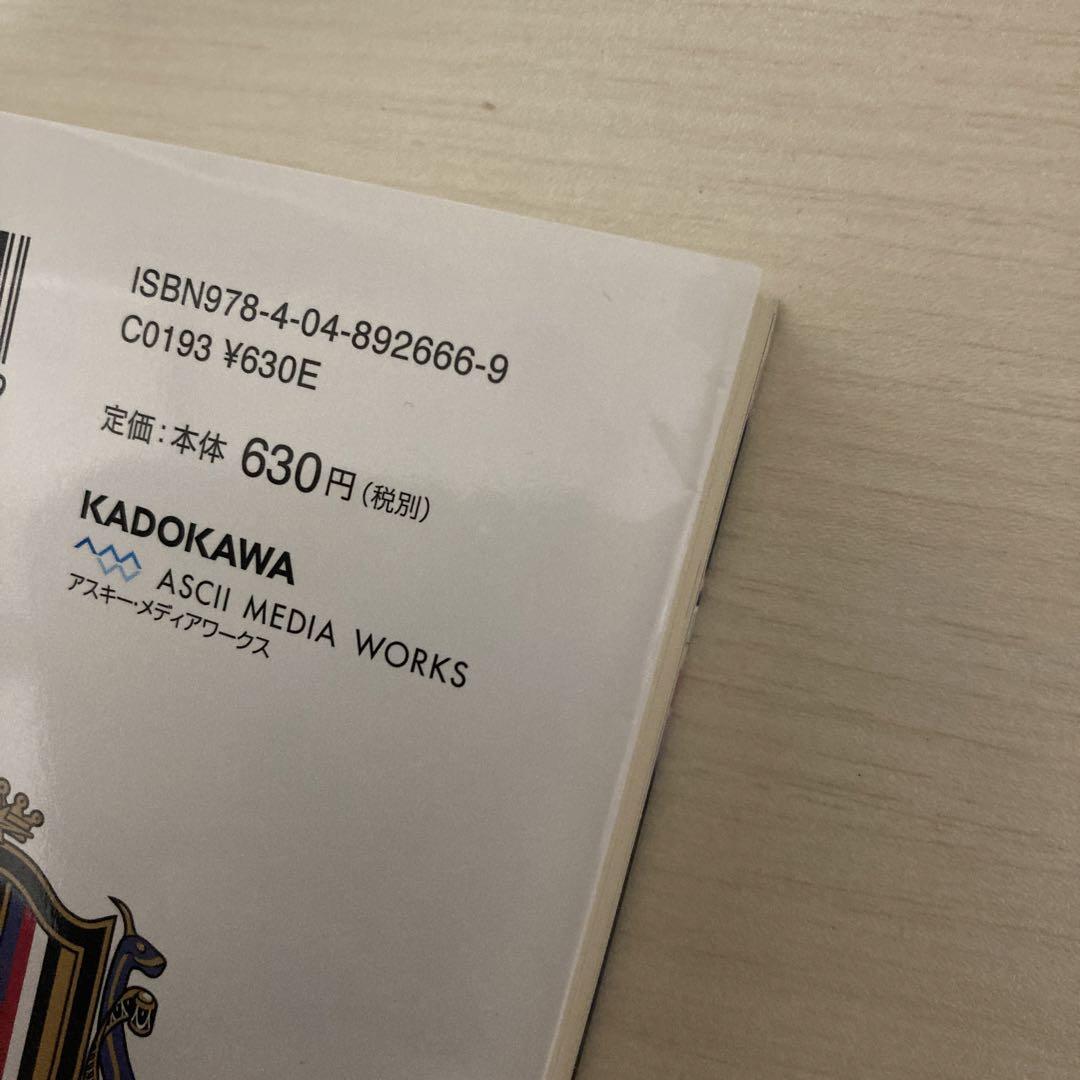 ISBN978-4-04-892666-9
C0193 ¥630E
定価:本体 630円(税別)
KADOKAWA
ASCII MEDIA WORKS
アスキー・メディアワークス